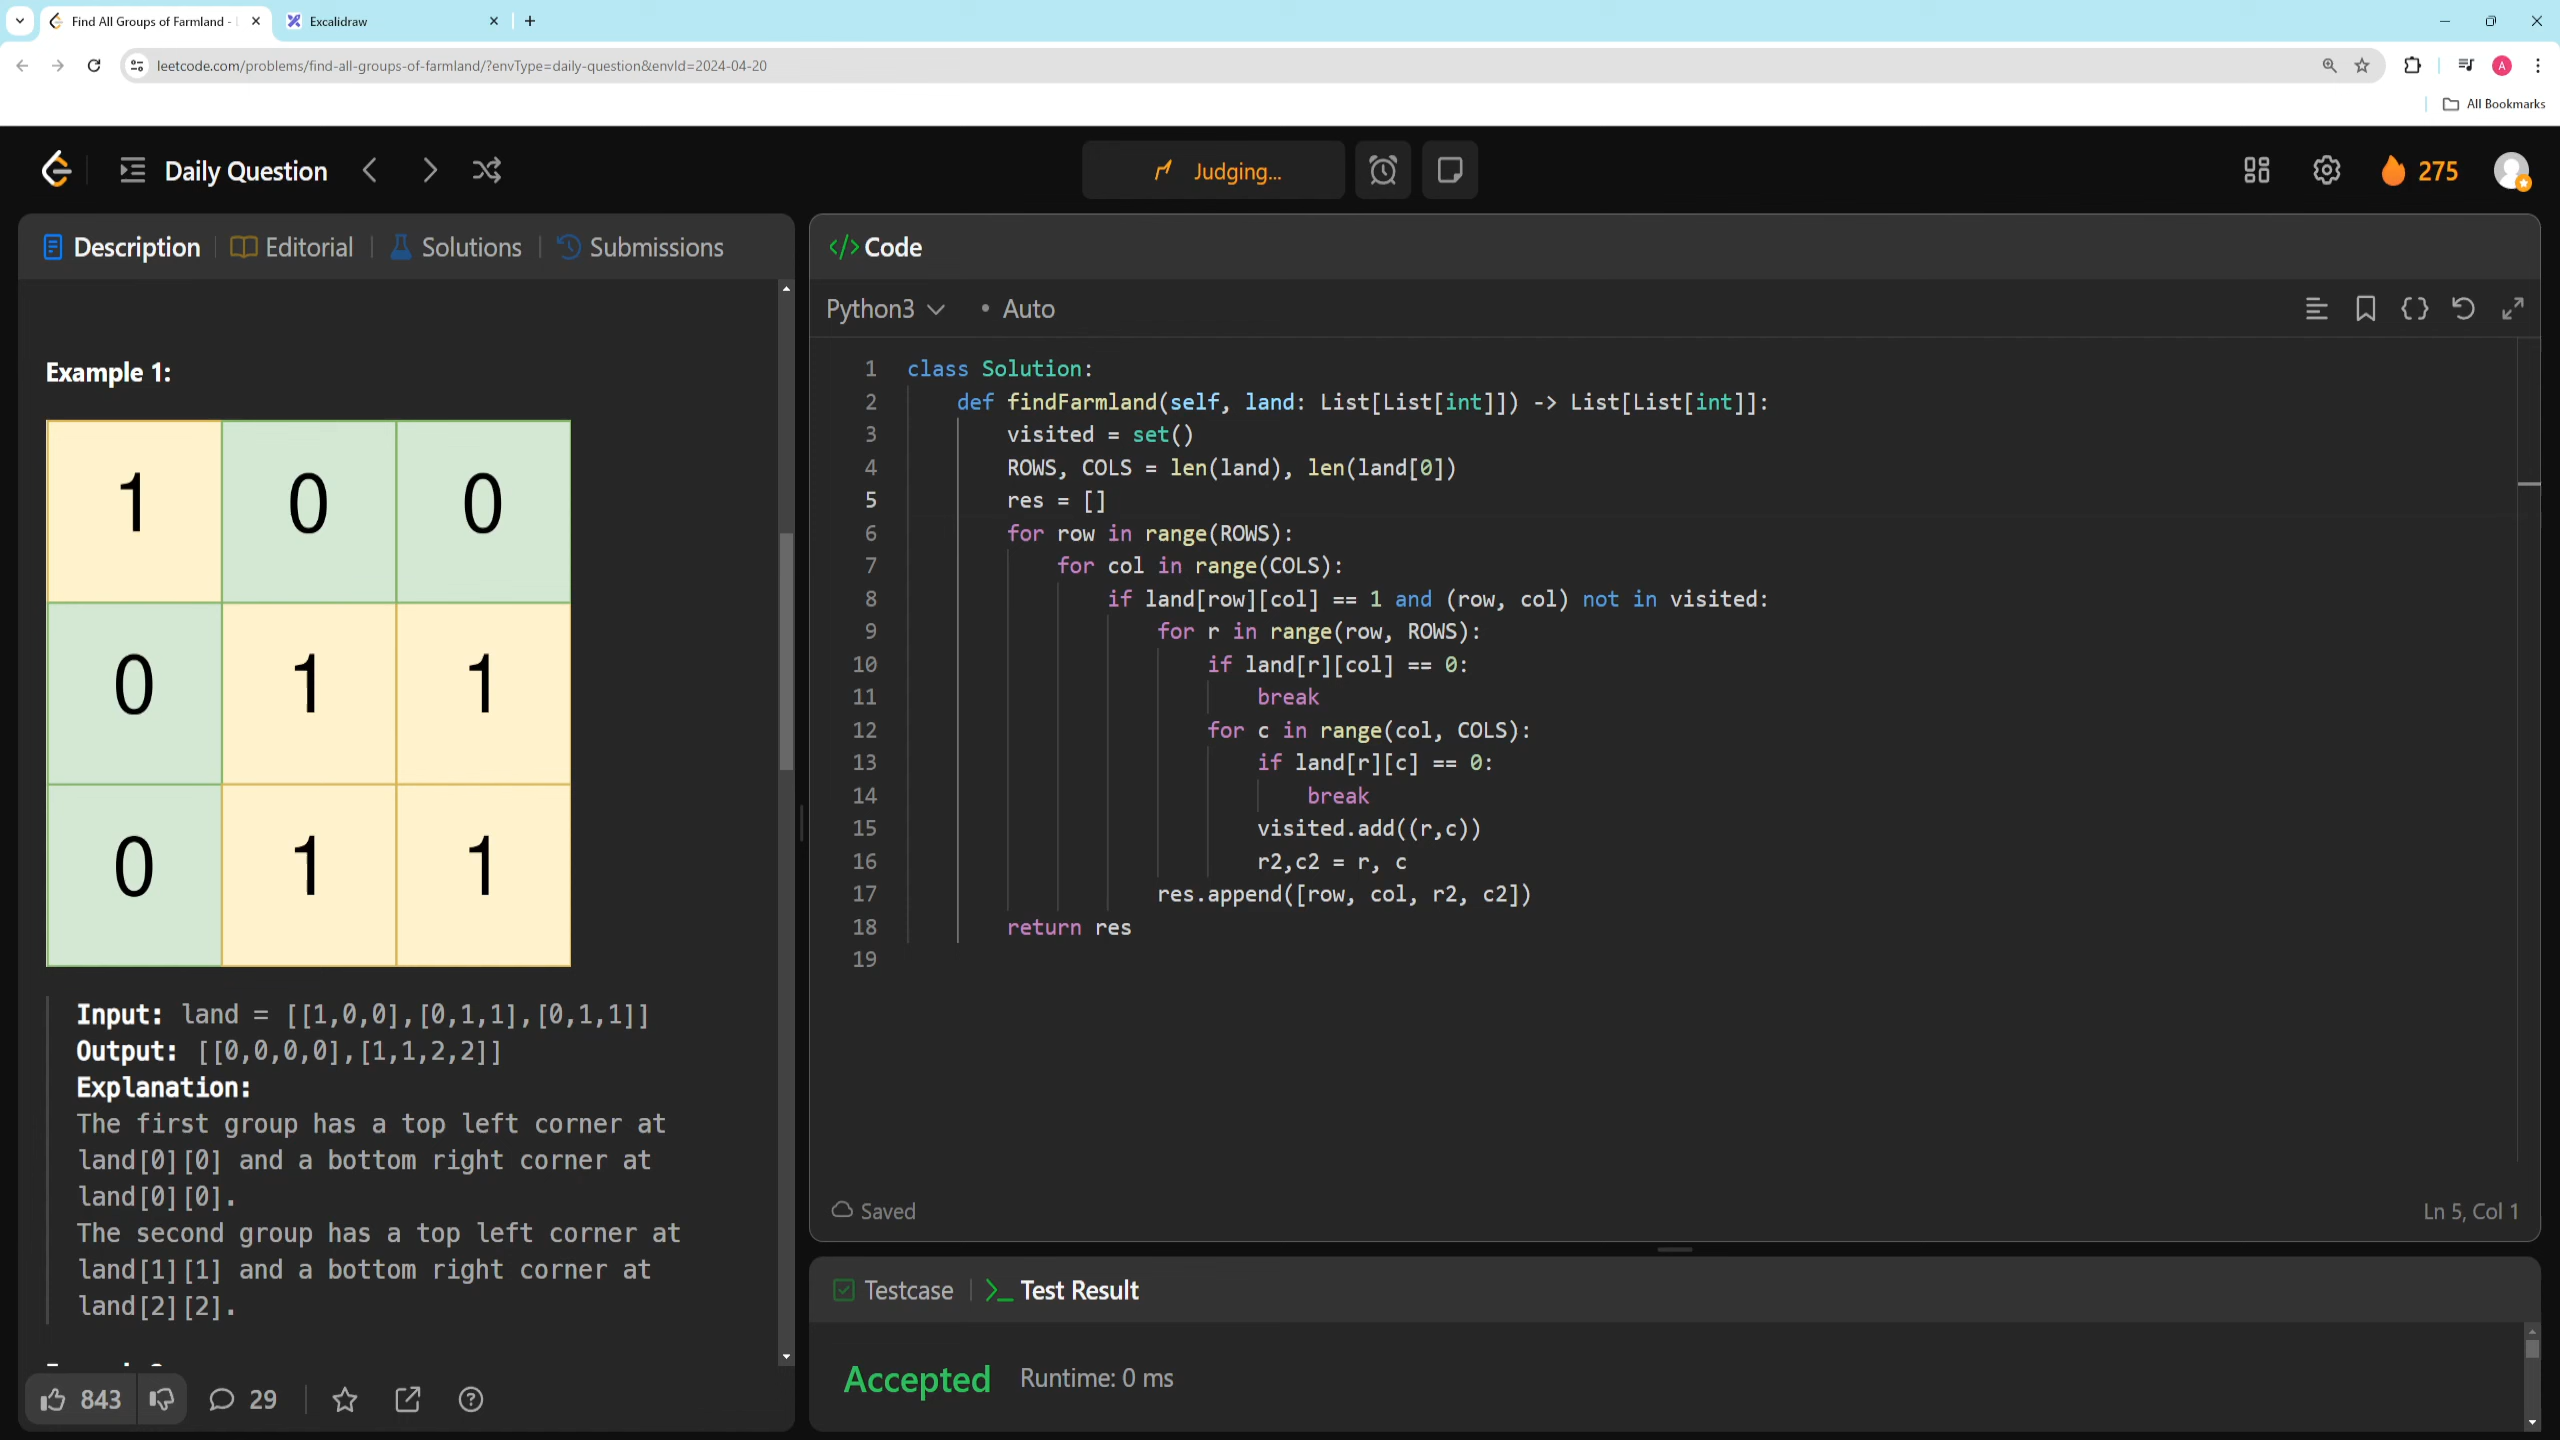 Find All Groups of Farmland -
Excalidraw
leetcode.com/problems/find-all-groups-of-farmland/?envType=daily-question&envId=2024-04-20
A
All Bookmarks
Daily Question
Judging...
275
Description
Editorial
Solutions
Submissions
Example 1:
1 0 0
0 1 1
0 1 1
Input: land = [[1,0,0],[0,1,1],[0,1,1]]
Output: [[0,0,0,0],[1,1,2,2]]
Explanation:
The first group has a top left corner at
land[0][0] and a bottom right corner at
land[0][0].
The second group has a top left corner at
land[1][1] and a bottom right corner at
land[2][2].
843
29
</> Code
Python3
• Auto
1 class Solution:
2 def findFarmland(self, land: List[List[int]]) -> List[List[int]]:
3 visited = set()
4 ROWS, COLS = len(land), len(land[0])
5 res = []
6 for row in range(ROWS):
7 for col in range(COLS):
8 if land[row][col] == 1 and (row, col) not in visited:
9 for r in range(row, ROWS):
10 if land[r][col] == 0:
11 break
12 for c in range(col, COLS):
13 if land[r][c] == 0:
14 break
15 visited.add((r,c))
16 r2,c2 = r, c
17 res.append([row, col, r2, c2])
18 return res
19
Saved
Ln 5, Col 1
Testcase
Test Result
Accepted
Runtime: 0 ms